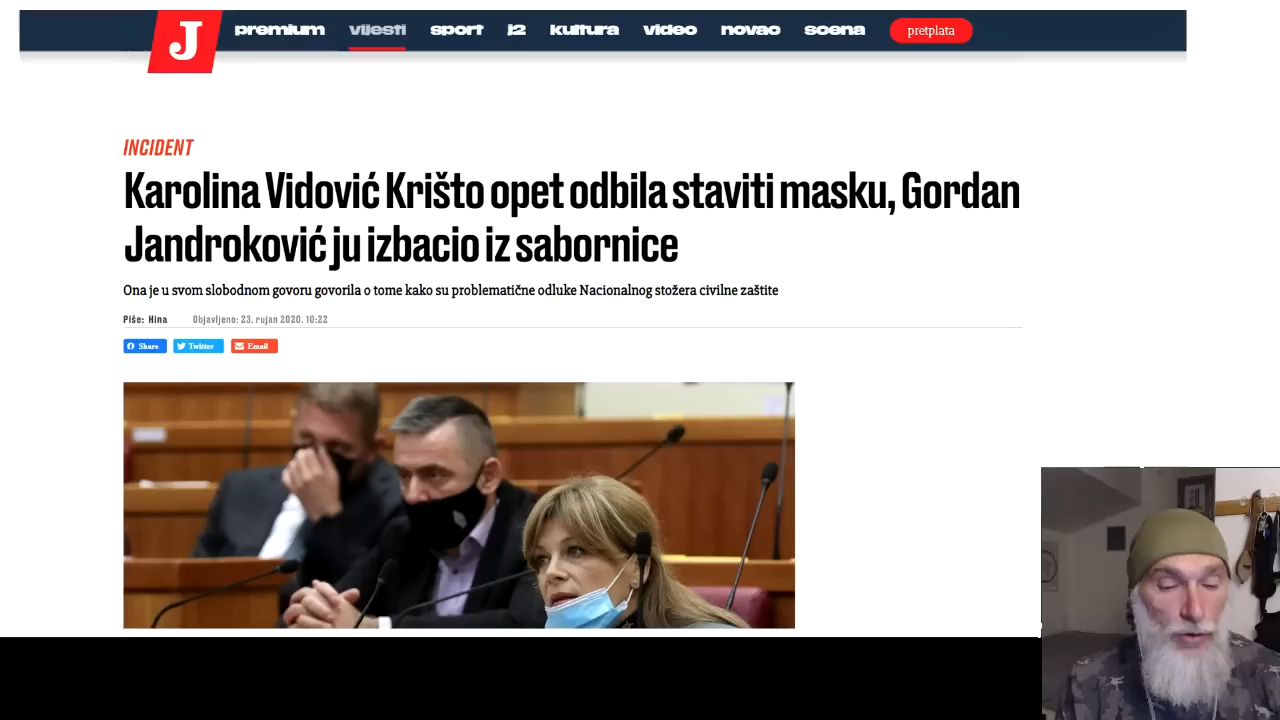 J premium vijesti sport j2 kultura video novac scena pretplata
INCIDENT
Karolina Vidović Krišto opet odbila staviti masku, Gordan
Jandroković ju izbacio iz sabornice
Ona je u svom slobodnom govoru govorila o tome kako su problematične odluke Nacionalnog stožera civilne zaštite
Piše: Hina Objavljeno: 23. rujan 2020. 10:22
Share Twitter Email